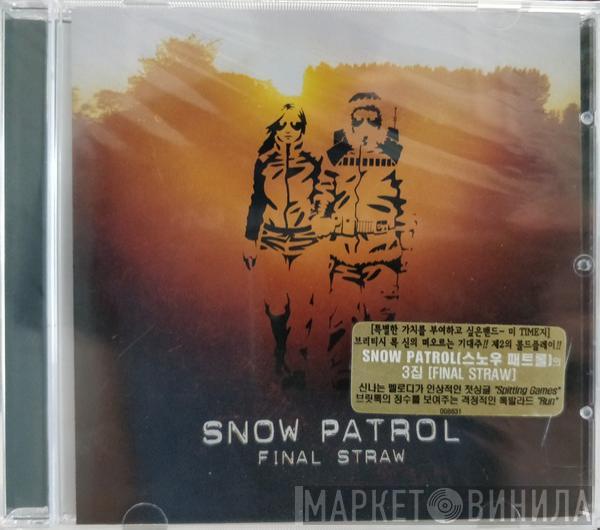 [특별한 가치를 부여하고 싶은밴드- 미 TIME지]
브리티시 록 신의 떠오르는 기대주!! 제2의 콜드플레이!!
SNOW PATROL(스노우 패트롤)의
3집 [FINAL STRAW]
신나는 멜로디가 인상적인 첫싱글 "Spitting Games"
브릿록의 정수를 보여주는 격정적인 록발라드 "Run"
008631
SNOW PATROL
FINAL STRAW
МАРКЕТ ВИНИЛА